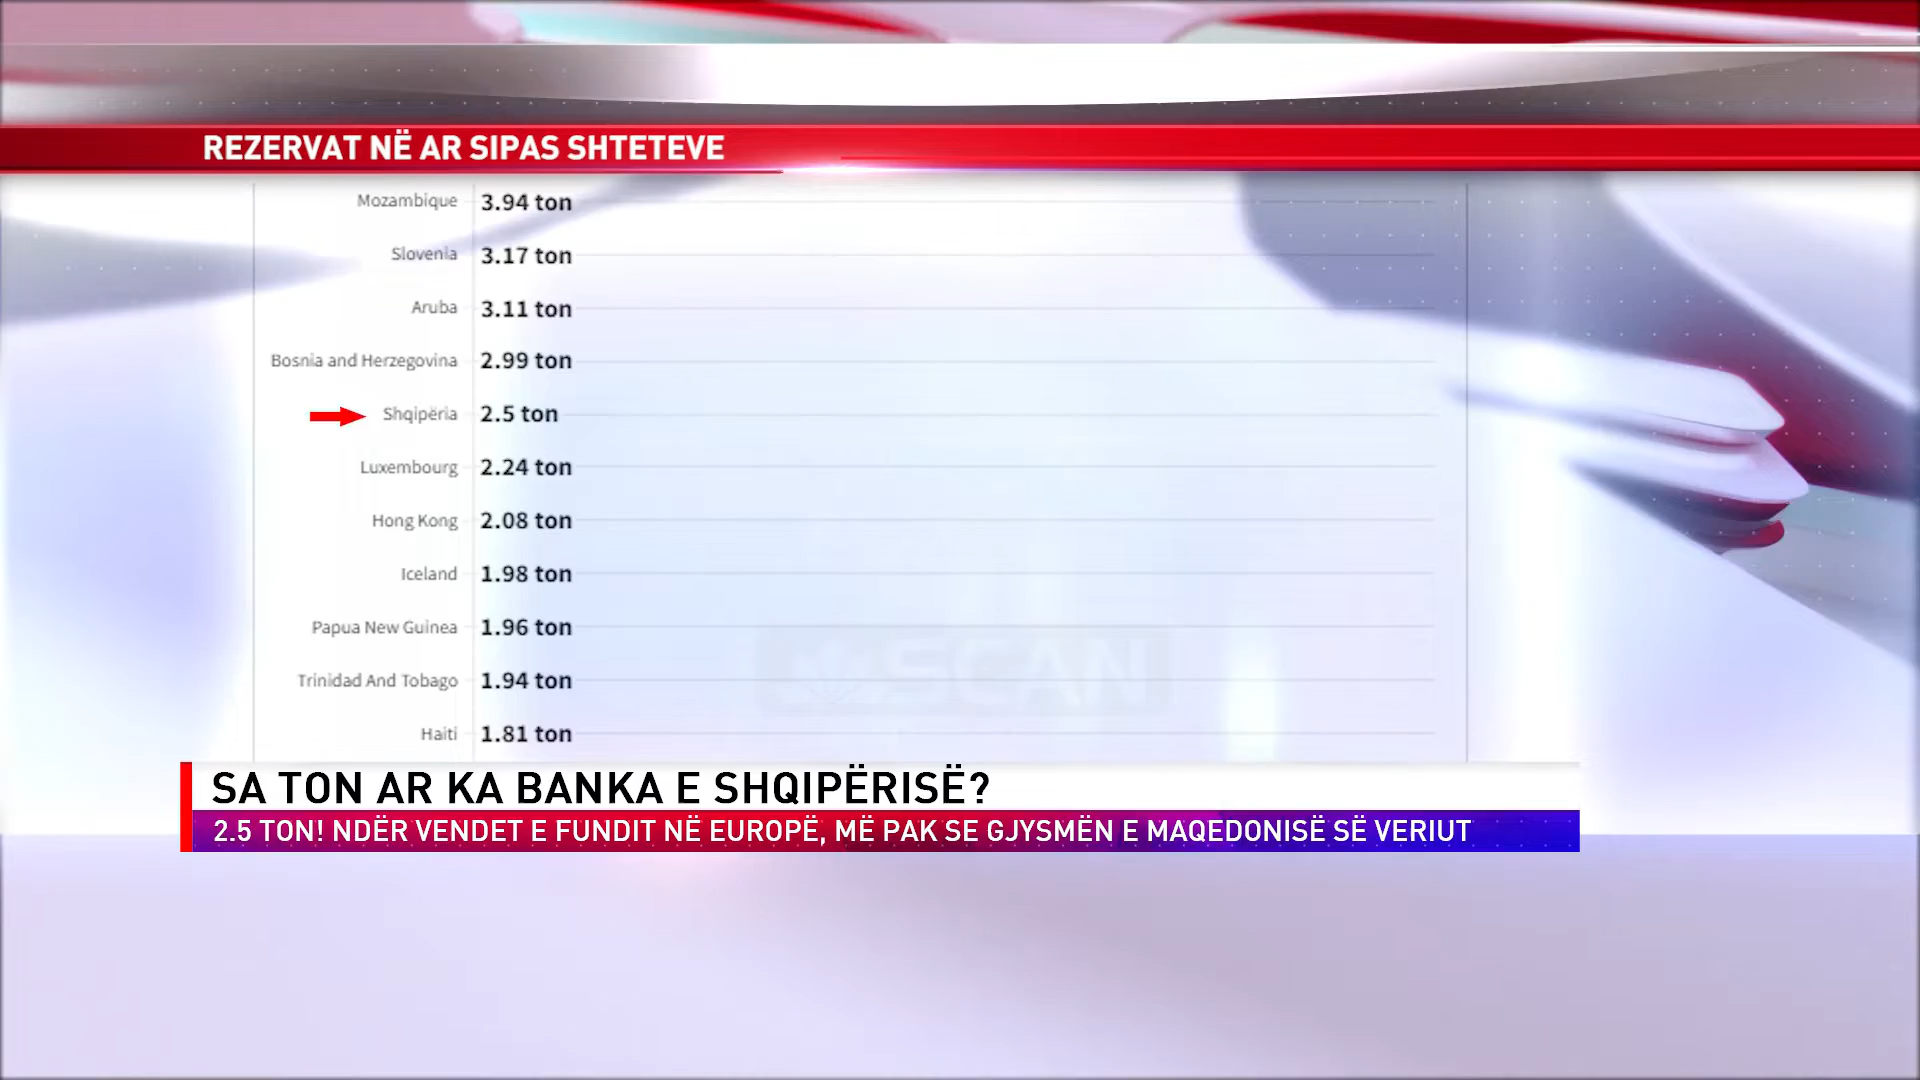 REZERVAT NË AR SIPAS SHTETEVE
Mozambique 3.94 ton
Slovenia 3.17 ton
Aruba 3.11 ton
Bosnia and Herzegovina 2.99 ton
Shqipëria 2.5 ton
Luxembourg 2.24 ton
Hong Kong 2.08 ton
Iceland 1.98 ton
Papua New Guinea 1.96 ton
Trinidad And Tobago 1.94 ton
SCAN
Haiti 1.81 ton
SA TON AR KA BANKA E SHQIPËRISË?
2.5 TON! NDËR VENDET E FUNDIT NË EUROPË, MË PAK SE GJYSMËN E MAQEDONISË SË VERIUT